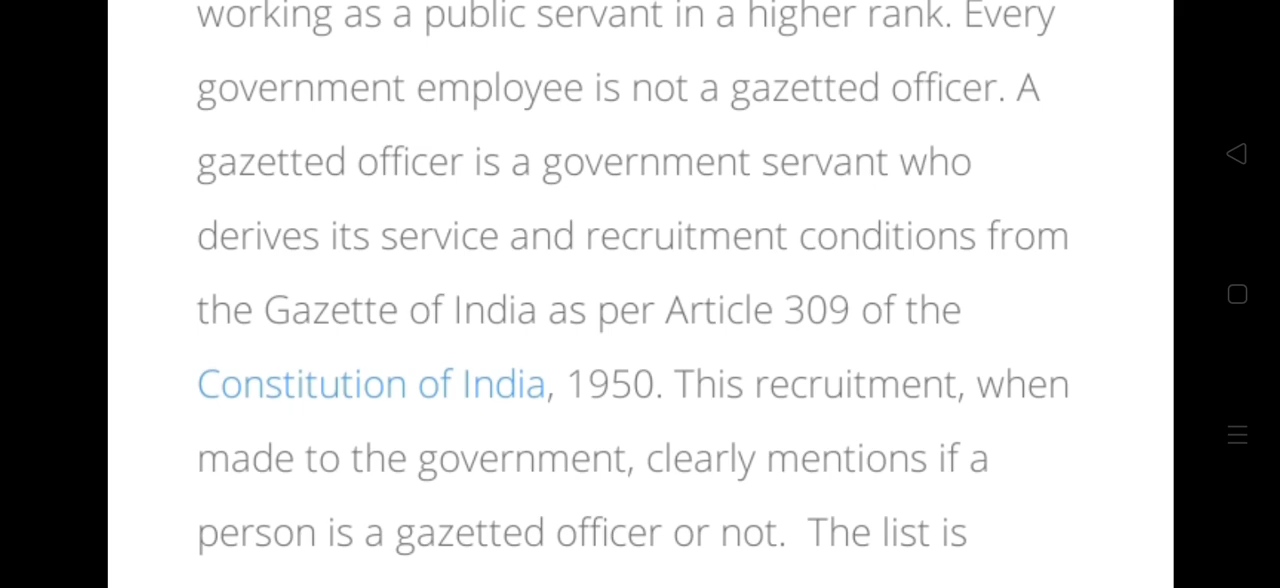 working as a public servant in a higher rank. Every
government employee is not a gazetted officer. A
gazetted officer is a government servant who
derives its service and recruitment conditions from
the Gazette of India as per Article 309 of the
Constitution of India, 1950. This recruitment, when
made to the government, clearly mentions if a
person is a gazetted officer or not.  The list is